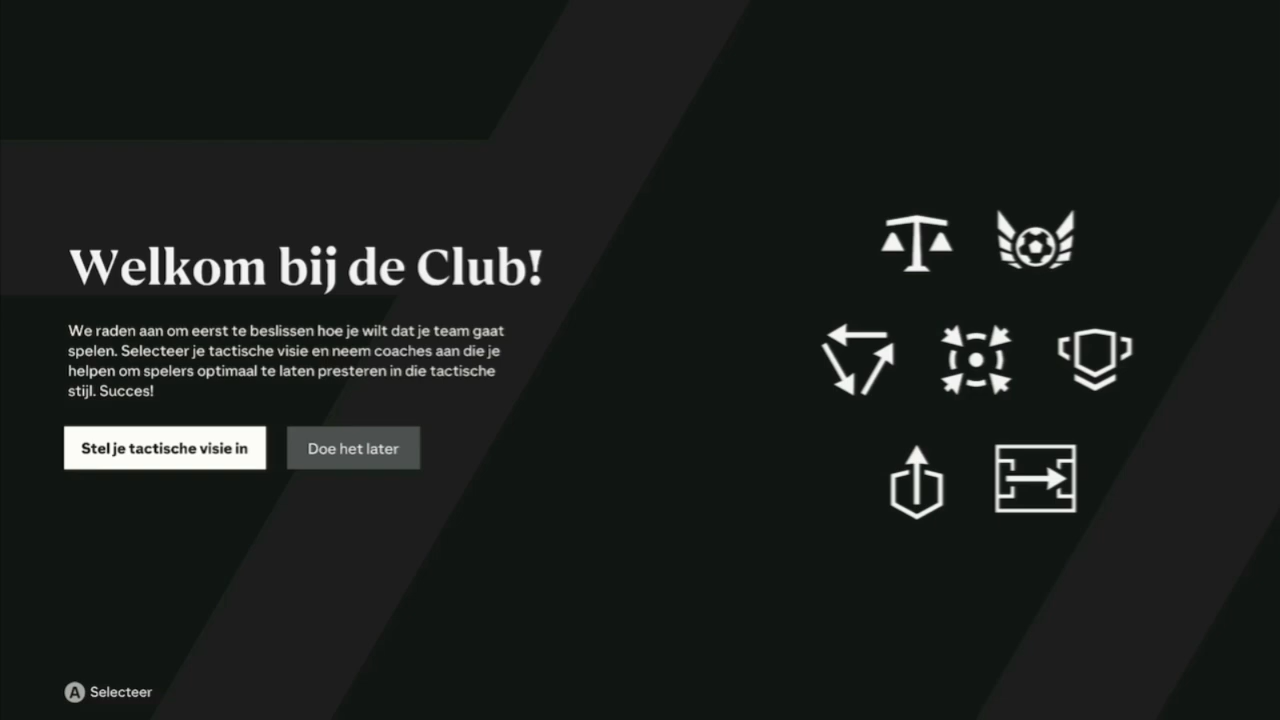 Welkom bij de Club!
We raden aan om eerst te beslissen hoe je wilt dat je team gaat
spelen. Selecteer je tactische visie en neem coaches aan die je
helpen om spelers optimaal te laten presteren in die tactische
stijl. Succes!
Stel je tactische visie in
Doe het later
A Selecteer